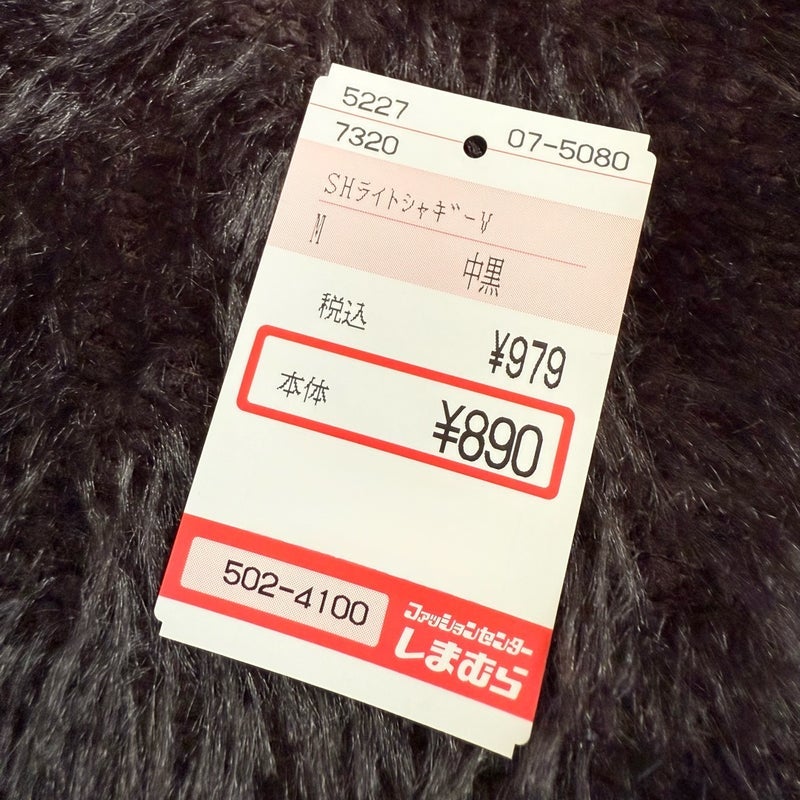 5227
7320
07-5080
SHライトシャギーV
M
中黒
税込 ¥979
本体 ¥890
502-4100
ファッションセンター
しまむら